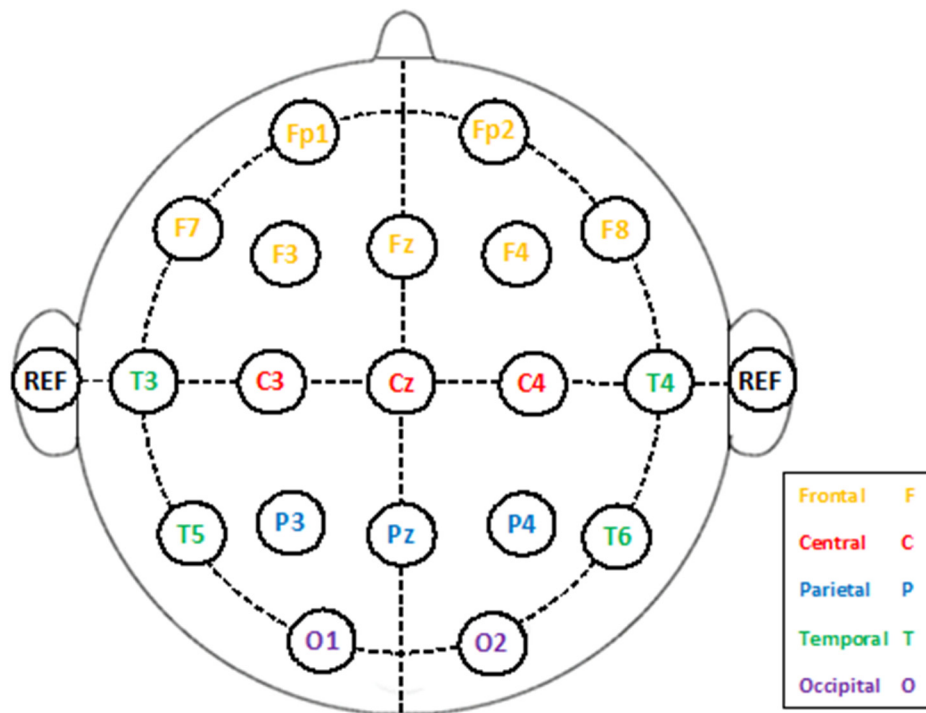 Fp1 Fp2
F7 F3 Fz F4 F8
REF T3 C3 Cz C4 T4 REF
T5 P3 Pz P4 T6
O1 O2
Frontal F
Central C
Parietal P
Temporal T
Occipital O